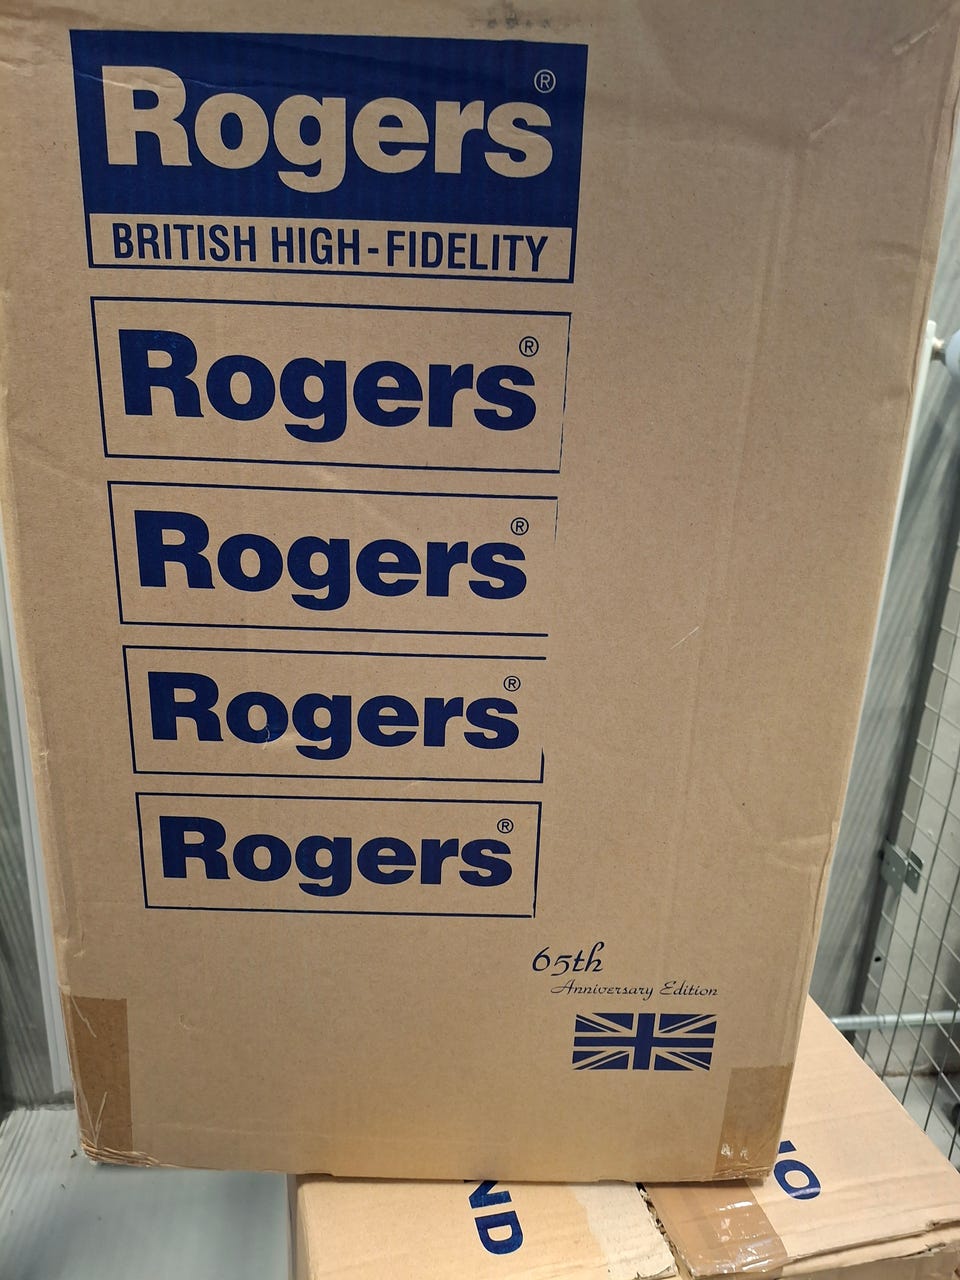 Rogers®
BRITISH HIGH-FIDELITY
Rogers®
Rogers®
Rogers®
Rogers®
65th
Anniversary Edition